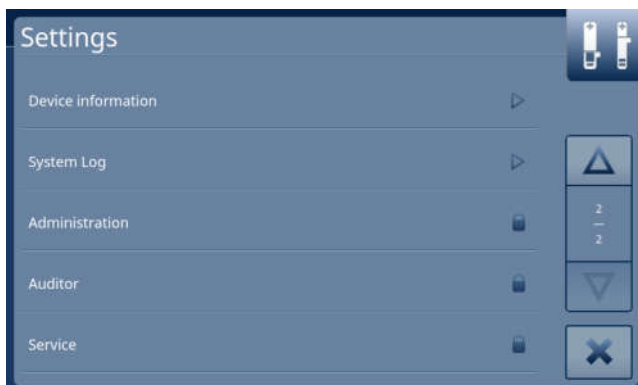 Settings
Device information
System Log
Administration
Auditor
Service
2
2